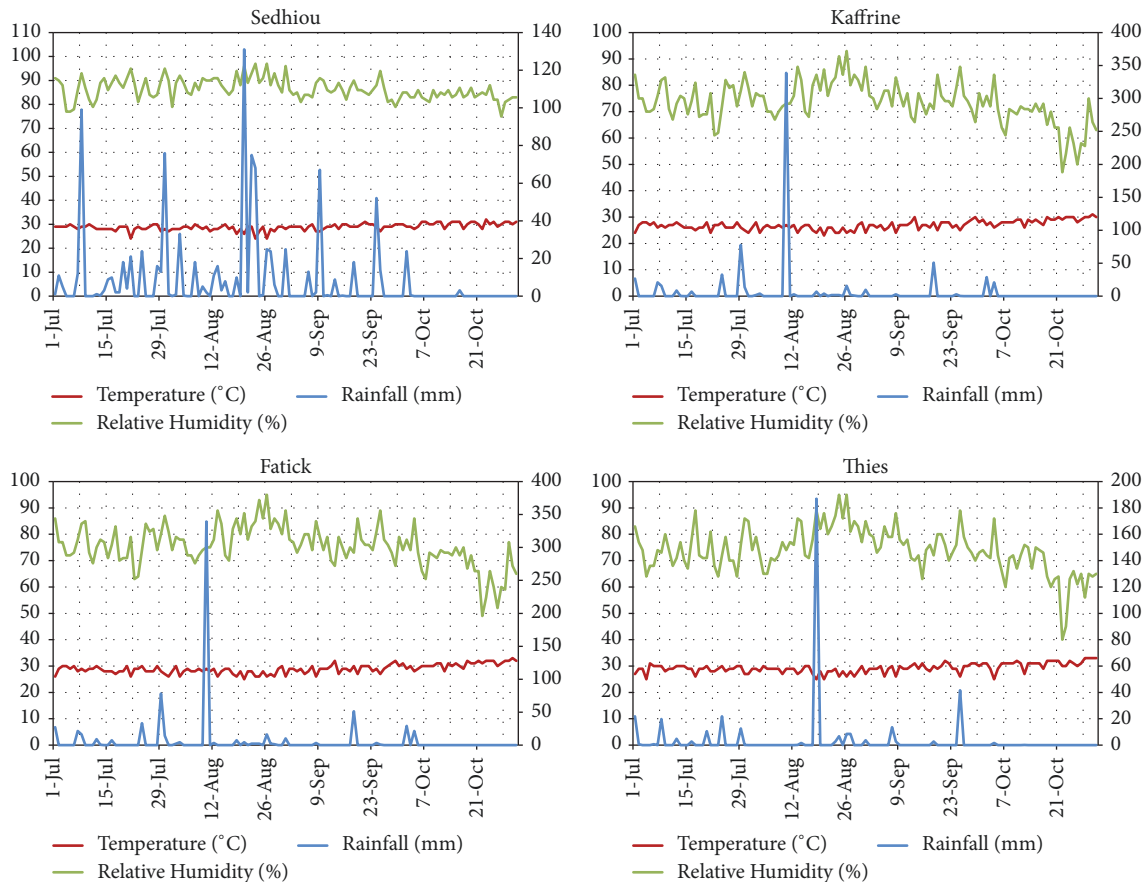 Sedhiou
110
100
90
80
70
60
50
40
30
20
10
0
140
120
100
80
60
40
20
0
1-Jul
15-Jul
29-Jul
12-Aug
26-Aug
9-Sep
23-Sep
7-Oct
21-Oct
Temperature (˚C)
Rainfall (mm)
Relative Humidity (%)
Kaffrine
100
90
80
70
60
50
40
30
20
10
0
400
350
300
250
200
150
100
50
0
1-Jul
15-Jul
29-Jul
12-Aug
26-Aug
9-Sep
23-Sep
7-Oct
21-Oct
Temperature (˚C)
Rainfall (mm)
Relative Humidity (%)
Fatick
100
90
80
70
60
50
40
30
20
10
0
400
350
300
250
200
150
100
50
0
1-Jul
15-Jul
29-Jul
12-Aug
26-Aug
9-Sep
23-Sep
7-Oct
21-Oct
Temperature (˚C)
Rainfall (mm)
Relative Humidity (%)
Thies
100
90
80
70
60
50
40
30
20
10
0
200
180
160
140
120
100
80
60
40
20
0
1-Jul
15-Jul
29-Jul
12-Aug
26-Aug
9-Sep
23-Sep
7-Oct
21-Oct
Temperature (˚C)
Rainfall (mm)
Relative Humidity (%)